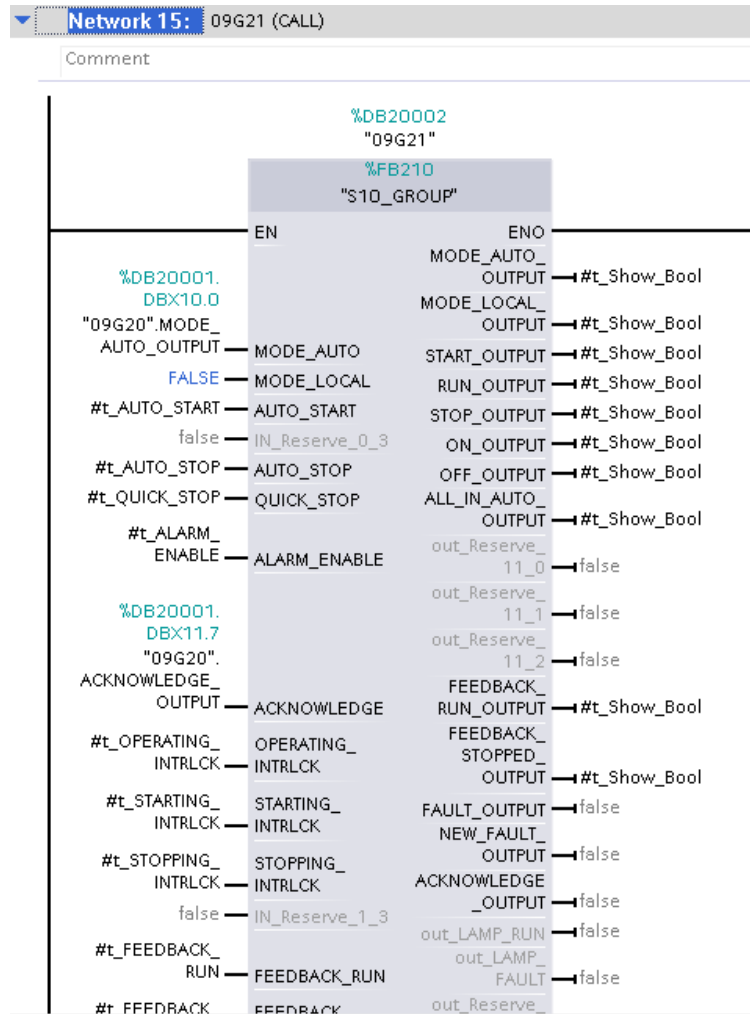 Network 15: 09G21 (CALL)
Comment
%DB20002
"09G21"
%FB210
"S10_GROUP"
EN ENO
MODE_AUTO_
OUTPUT #t_Show_Bool
%DB20001.
DBX10.0
"09G20".MODE_
AUTO_OUTPUT MODE_AUTO
MODE_LOCAL_
OUTPUT #t_Show_Bool
START_OUTPUT #t_Show_Bool
FALSE MODE_LOCAL RUN_OUTPUT #t_Show_Bool
#t_AUTO_START AUTO_START STOP_OUTPUT #t_Show_Bool
false IN_Reserve_0_3 ON_OUTPUT #t_Show_Bool
#t_AUTO_STOP AUTO_STOP OFF_OUTPUT #t_Show_Bool
#t_QUICK_STOP QUICK_STOP ALL_IN_AUTO_
OUTPUT #t_Show_Bool
#t_ALARM_
ENABLE ALARM_ENABLE
out_Reserve_
11_0 false
out_Reserve_
11_1 false
out_Reserve_
11_2 false
%DB20001.
DBX11.7
"09G20".
ACKNOWLEDGE_
OUTPUT ACKNOWLEDGE
FEEDBACK_
RUN_OUTPUT #t_Show_Bool
FEEDBACK_
STOPPED_
OUTPUT #t_Show_Bool
#t_OPERATING_ OPERATING_
INTRLCK INTRLCK
#t_STARTING_ STARTING_
INTRLCK INTRLCK
FAULT_OUTPUT false
NEW_FAULT_
OUTPUT false
#t_STOPPING_ STOPPING_
INTRLCK INTRLCK
ACKNOWLEDGE
_OUTPUT false
false IN_Reserve_1_3
out_LAMP_RUN false
#t_FEEDBACK_
RUN FEEDBACK_RUN
out_LAMP_
FAULT false
#t_FEEDBACK_ FEEDBACK_ out_Reserve_